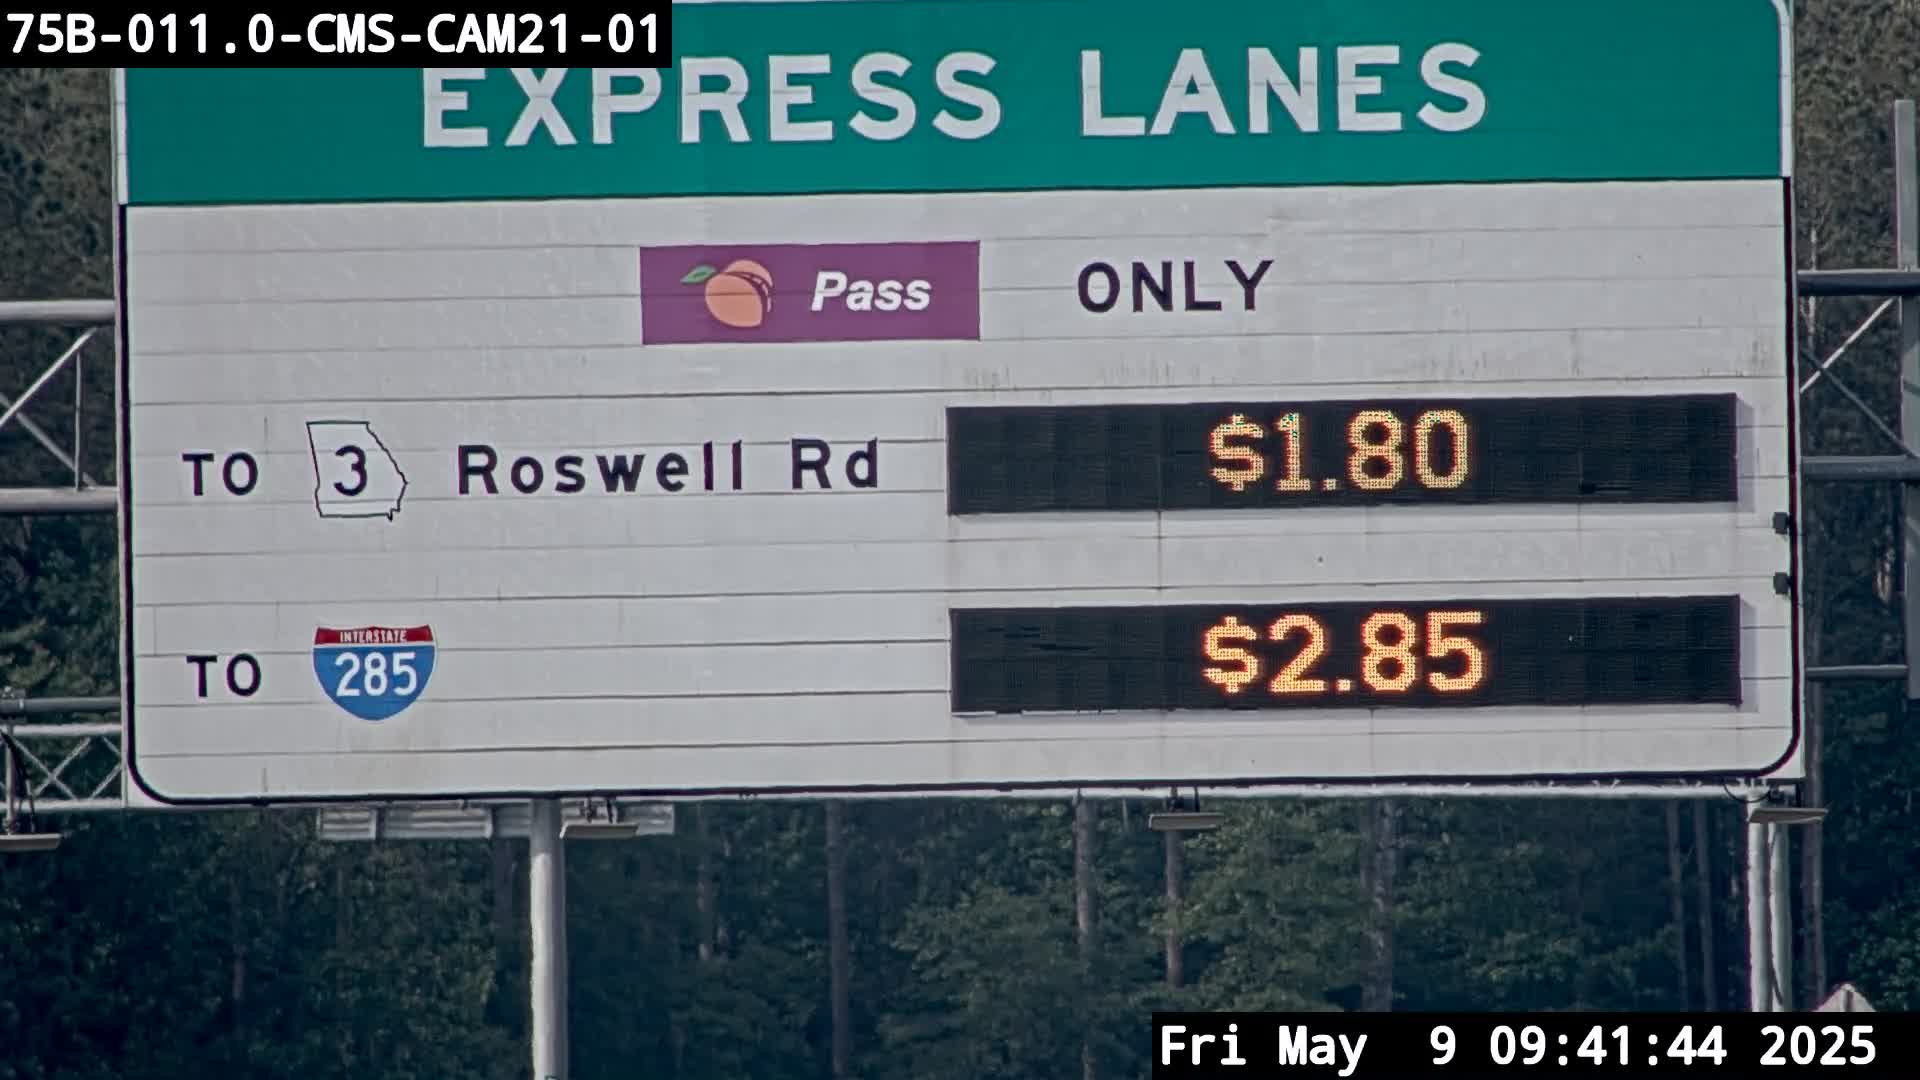 75B-011.0-CMS-CAM21-01
EXPRESS LANES
Pass ONLY
TO 3 Roswell Rd $1.80
INTERSTATE
TO 285 $2.85
Fri May 9 09:41:44 2025